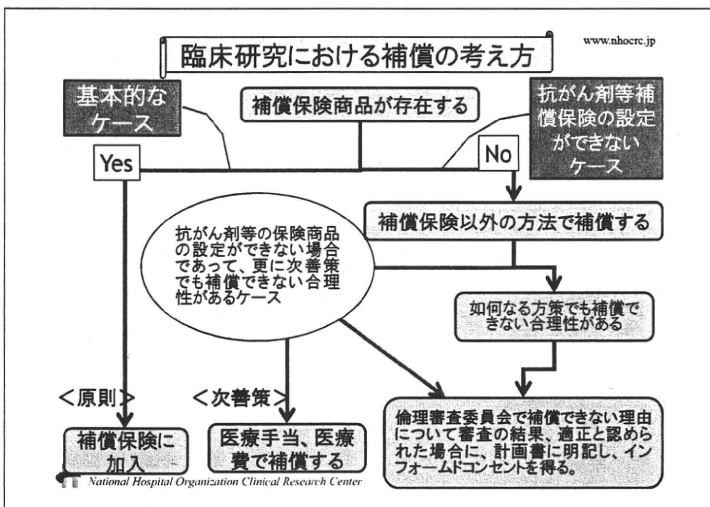 www.nhocrc.jp
臨床研究における補償の考え方
基本的な
ケース
補償保険商品が存在する
抗がん剤等補
償保険の設定
ができない
ケース
Yes
No
補償保険以外の方法で補償する
抗がん剤等の保険商品
の設定ができない場合
であって、更に次善策
でも補償できない合理
性があるケース
如何なる方策でも補償で
きない合理性がある
<原則>
<次善策>
補償保険に
加入
医療手当、医療
費で補償する
倫理審査委員会で補償できない理由
について審査の結果、適正と認めら
れた場合に、計画書に明記し、イン
フォームドコンセントを得る。
National Hospital Organization Clinical Research Center